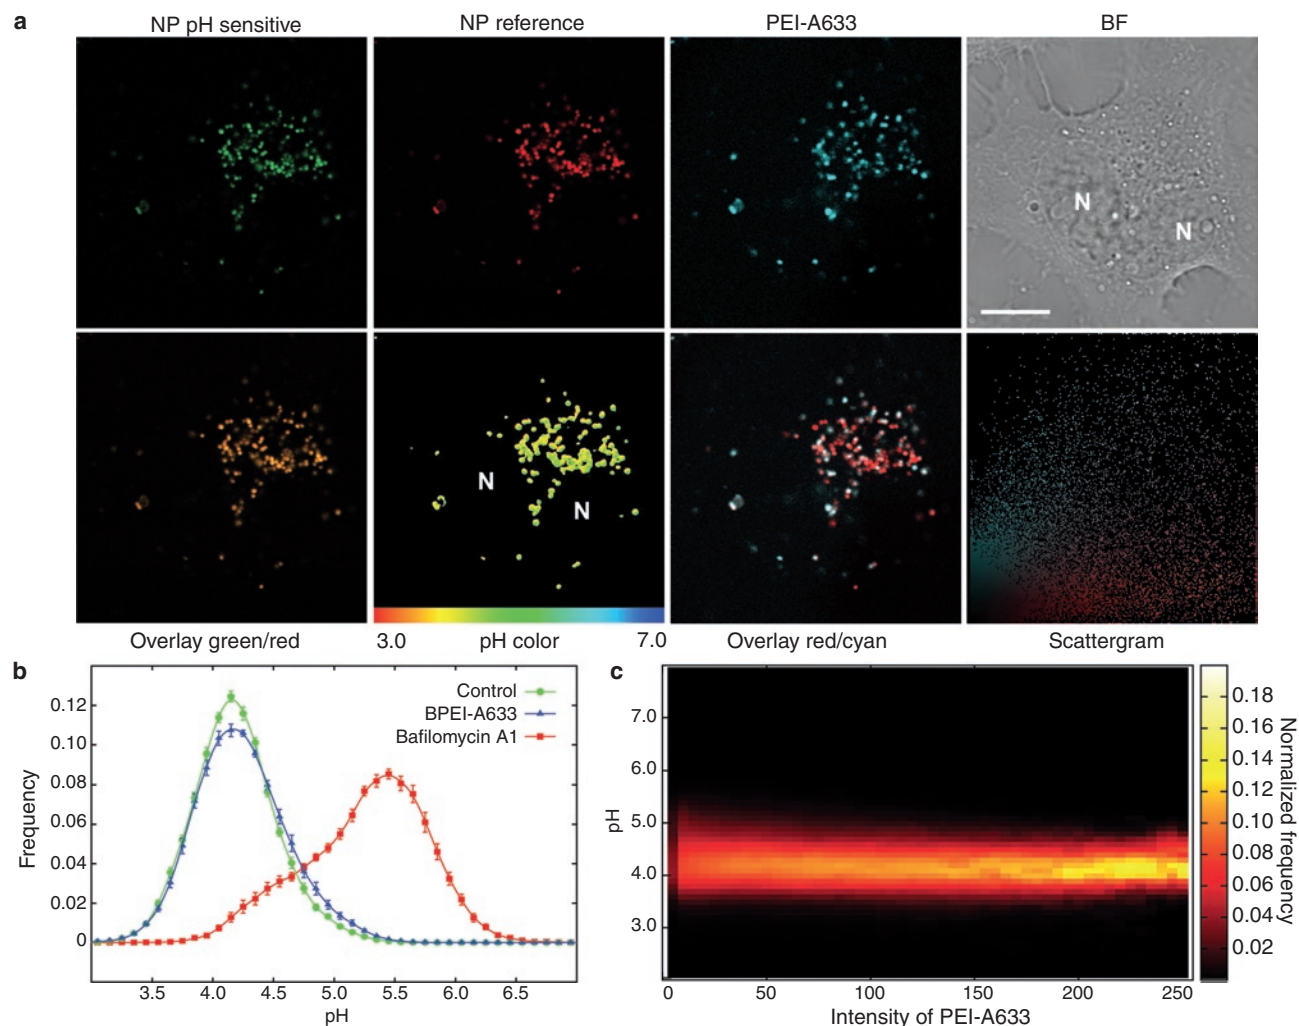 a
NP pH sensitive
NP reference
PEI-A633
BF
N
N
N
N
Overlay green/red
3.0
pH color
7.0
Overlay red/cyan
Scattergram
b
0.12
0.10
0.08
0.06
0.04
0.02
0
Frequency
Control
BPEI-A633
Bafilomycin A1
3.5
4.0
4.5
5.0
5.5
6.0
6.5
pH
c
7.0
6.0
5.0
4.0
3.0
pH
0
50
100
150
200
250
Intensity of PEI-A633
0.18
0.16
0.14
0.12
0.10
0.08
0.06
0.04
0.02
Normalized frequency